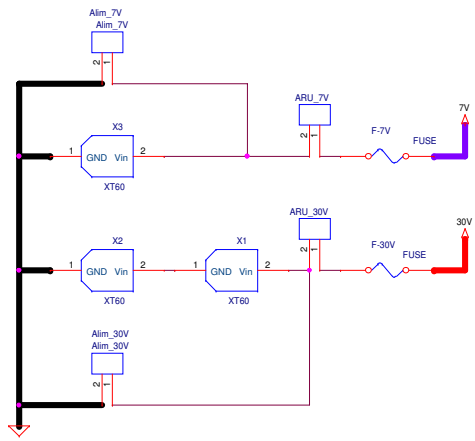 Alim_7V
Alim_7V
2 1
ARU_7V
7V
X3
2 1
F-7V
FUSE
1 GND Vin 2
XT60
ARU_30V
30V
X2
X1
2 1
F-30V
FUSE
1 GND Vin 2 1 GND Vin 2
XT60
XT60
Alim_30V
Alim_30V
2 1